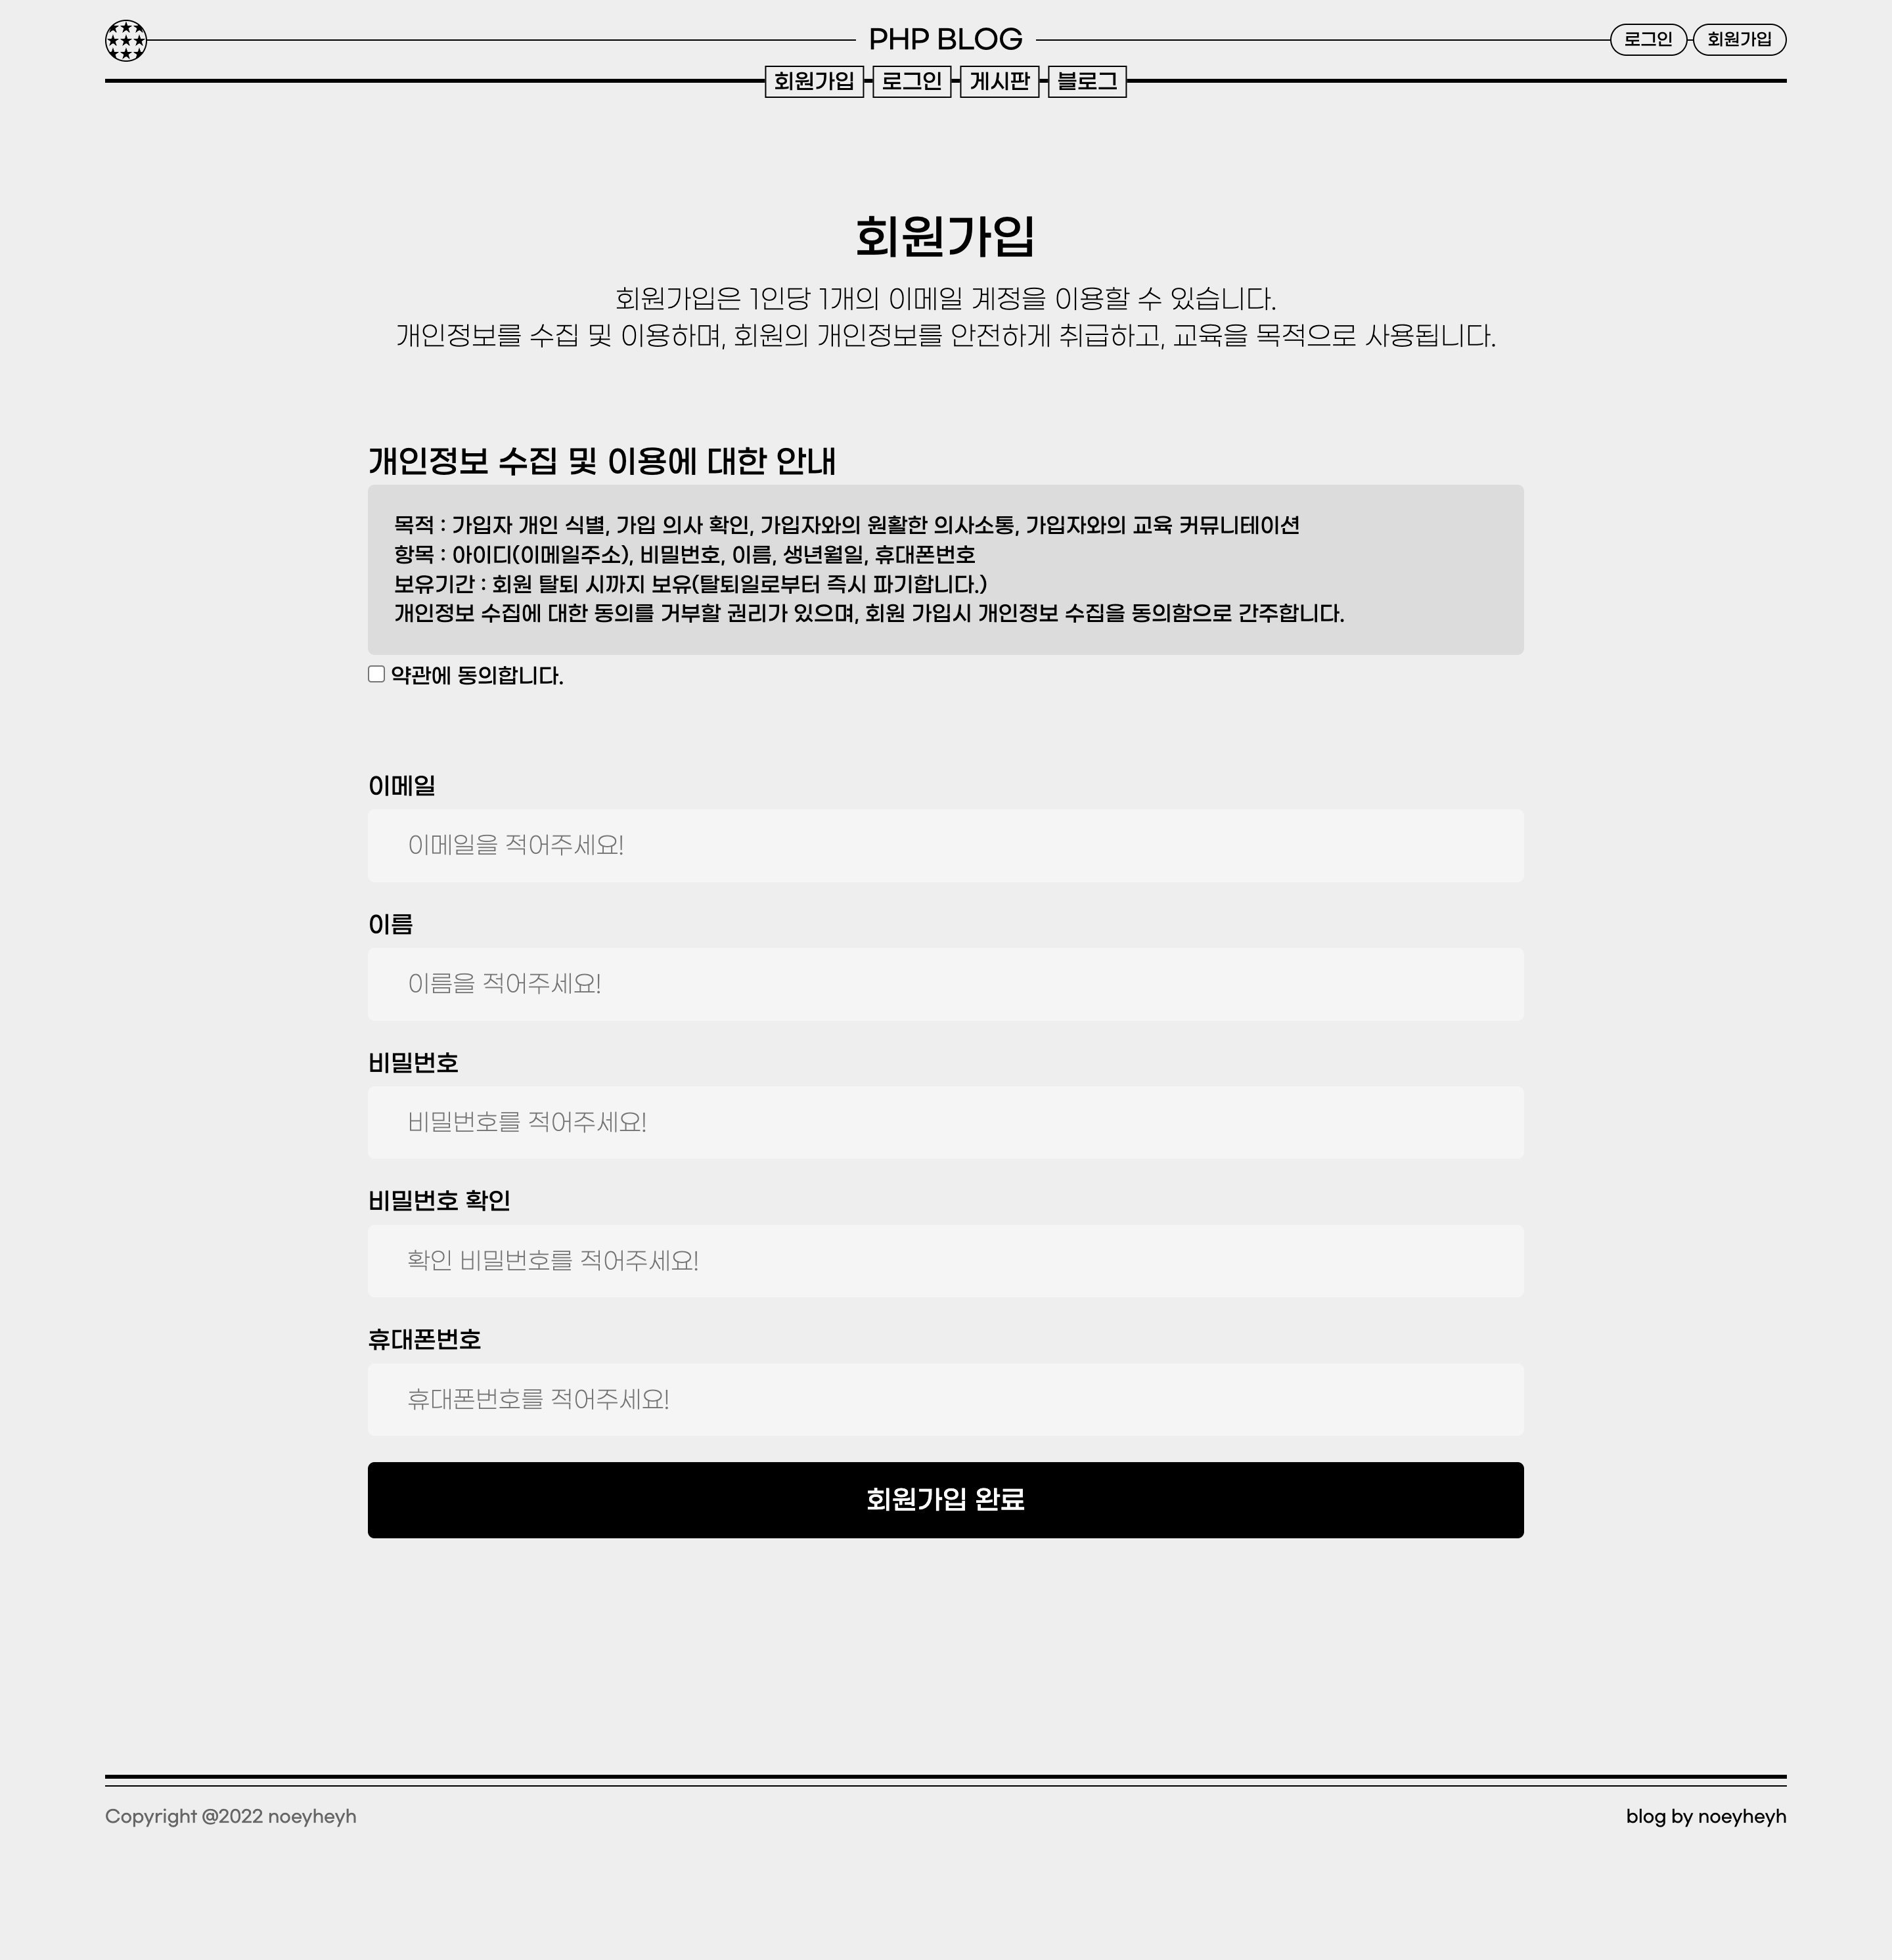 PHP BLOG
로그인
회원가입
회원가입
로그인
게시판
블로그
회원가입
회원가입은 1인당 1개의 이메일 계정을 이용할 수 있습니다.
개인정보를 수집 및 이용하며, 회원의 개인정보를 안전하게 취급하고, 교육을 목적으로 사용됩니다.
개인정보 수집 및 이용에 대한 안내
목적 : 가입자 개인 식별, 가입 의사 확인, 가입자와의 원활한 의사소통, 가입자와의 교육 커뮤니테이션
항목 : 아이디(이메일주소), 비밀번호, 이름, 생년월일, 휴대폰번호
보유기간 : 회원 탈퇴 시까지 보유(탈퇴일로부터 즉시 파기합니다.)
개인정보 수집에 대한 동의를 거부할 권리가 있으며, 회원 가입시 개인정보 수집을 동의함으로 간주합니다.
약관에 동의합니다.
이메일
이메일을 적어주세요!
이름
이름을 적어주세요!
비밀번호
비밀번호를 적어주세요!
비밀번호 확인
확인 비밀번호를 적어주세요!
휴대폰번호
휴대폰번호를 적어주세요!
회원가입 완료
Copyright @2022 noeyheyh
blog by noeyheyh